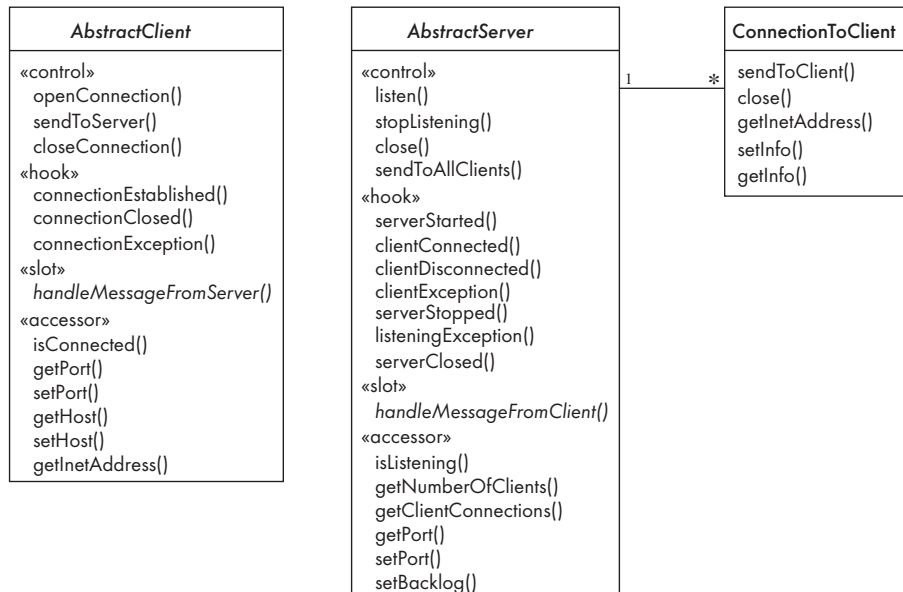 AbstractClient
«control»
openConnection()
sendToServer()
closeConnection()
«hook»
connectionEstablished()
connectionClosed()
connectionException()
«slot»
handleMessageFromServer()
«accessor»
isConnected()
getPort()
setPort()
getHost()
setHost()
getInetAddress()
AbstractServer
«control»
listen()
stopListening()
close()
sendToAllClients()
«hook»
serverStarted()
clientConnected()
clientDisconnected()
clientException()
serverStopped()
listeningException()
serverClosed()
«slot»
handleMessageFromClient()
«accessor»
isListening()
getNumberOfClients()
getClientConnections()
getPort()
setPort()
setBacklog()
1
*
ConnectionToClient
sendToClient()
close()
getInetAddress()
setInfo()
getInfo()